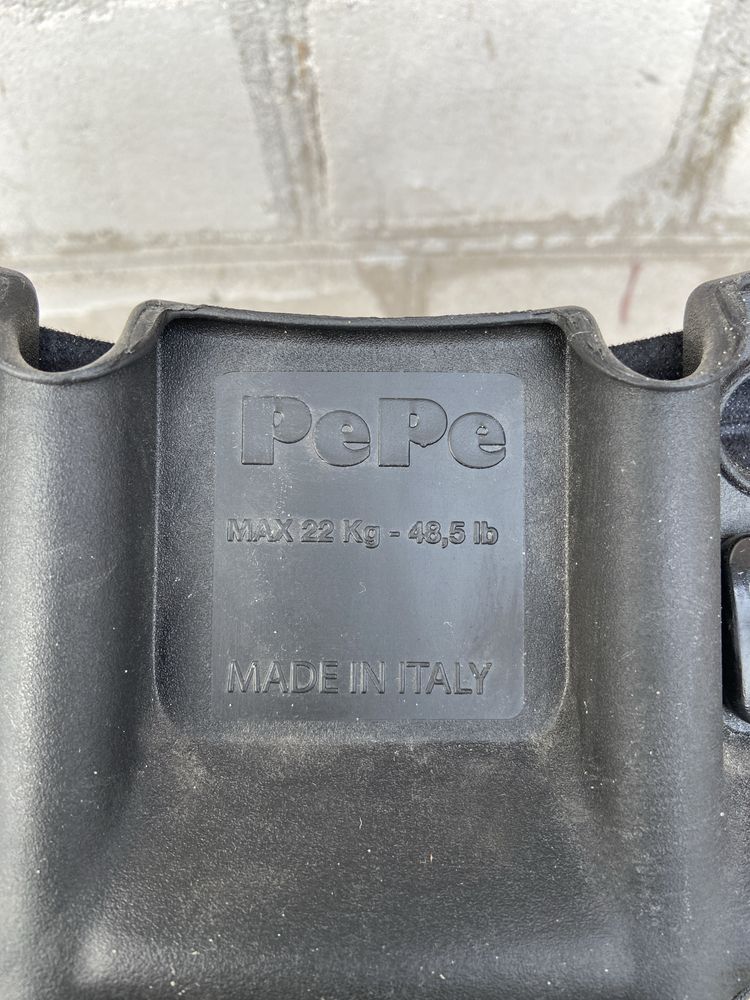 PePe
MAX 22 Kg - 48,5 lb
MADE IN ITALY